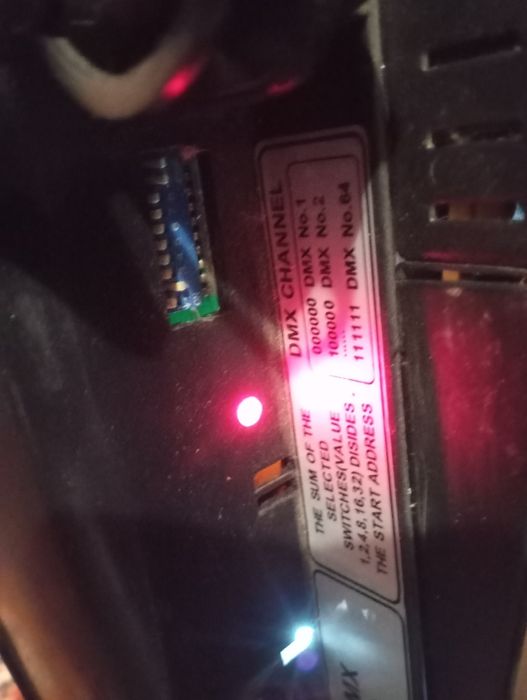 DMX CHANNEL
000000 DMX No.1
100000 DMX No.2
......
111111 DMX No.64
THE SUM OF THE
SELECTED
SWITCHES(VALUE
1,2,4,8,16,32) DISIDES .
THE START ADDRESS